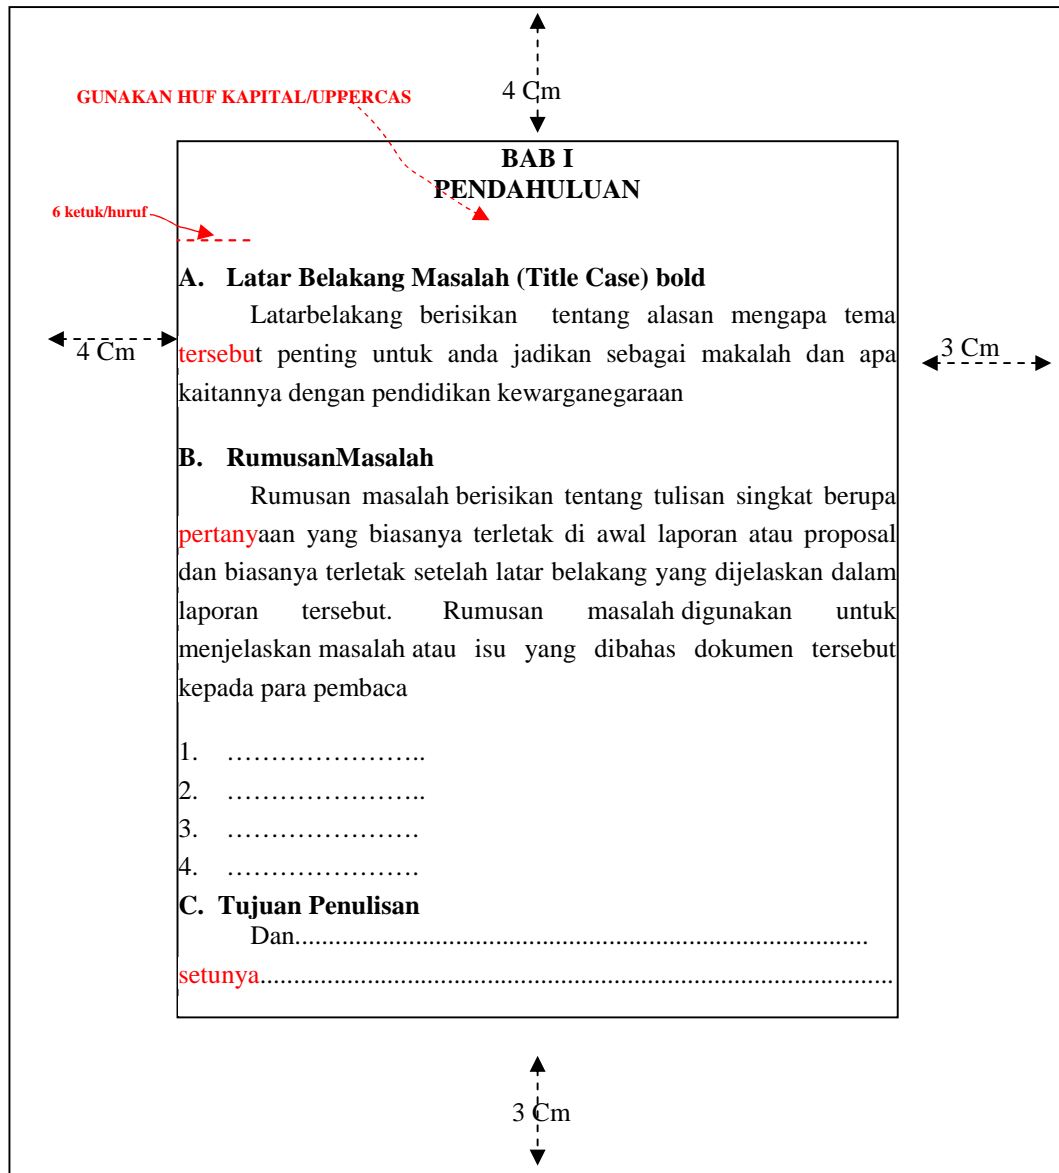 4 Cm
GUNAKAN HUF KAPITAL/UPPERCAS
BAB I
PENDAHULUAN
6 ketuk/huruf
A. Latar Belakang Masalah (Title Case) bold
Latarbelakang berisikan tentang alasan mengapa tema
4 Cm
tersebut penting untuk anda jadikan sebagai makalah dan apa
3 Cm
kaitannya dengan pendidikan kewarganegaraan
B. RumusanMasalah
Rumusan masalah berisikan tentang tulisan singkat berupa
pertanyaan yang biasanya terletak di awal laporan atau proposal
dan biasanya terletak setelah latar belakang yang dijelaskan dalam
laporan tersebut. Rumusan masalah digunakan untuk
menjelaskan masalah atau isu yang dibahas dokumen tersebut
kepada para pembaca
1. …………………..
2. …………………..
3. ………………….
4. ………………….
C. Tujuan Penulisan
Dan......................................................................................
setunya...............................................................................................
3 Cm